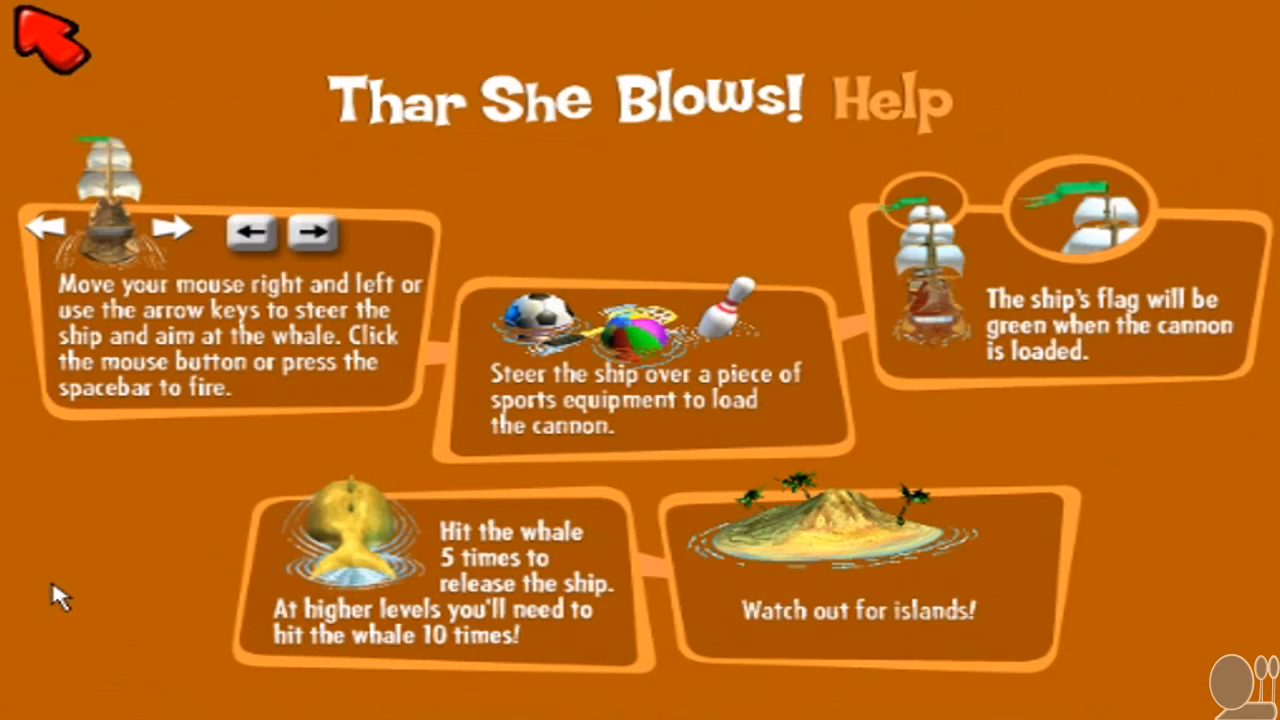 Thar She Blows! Help
Move your mouse right and left or
use the arrow keys to steer the
ship and aim at the whale. Click
the mouse button or press the
spacebar to fire.
Steer the ship over a piece of
sports equipment to load
the cannon.
The ship's flag will be
green when the cannon
is loaded.
Hit the whale
5 times to
release the ship.
At higher levels you'll need to
hit the whale 10 times!
Watch out for islands!